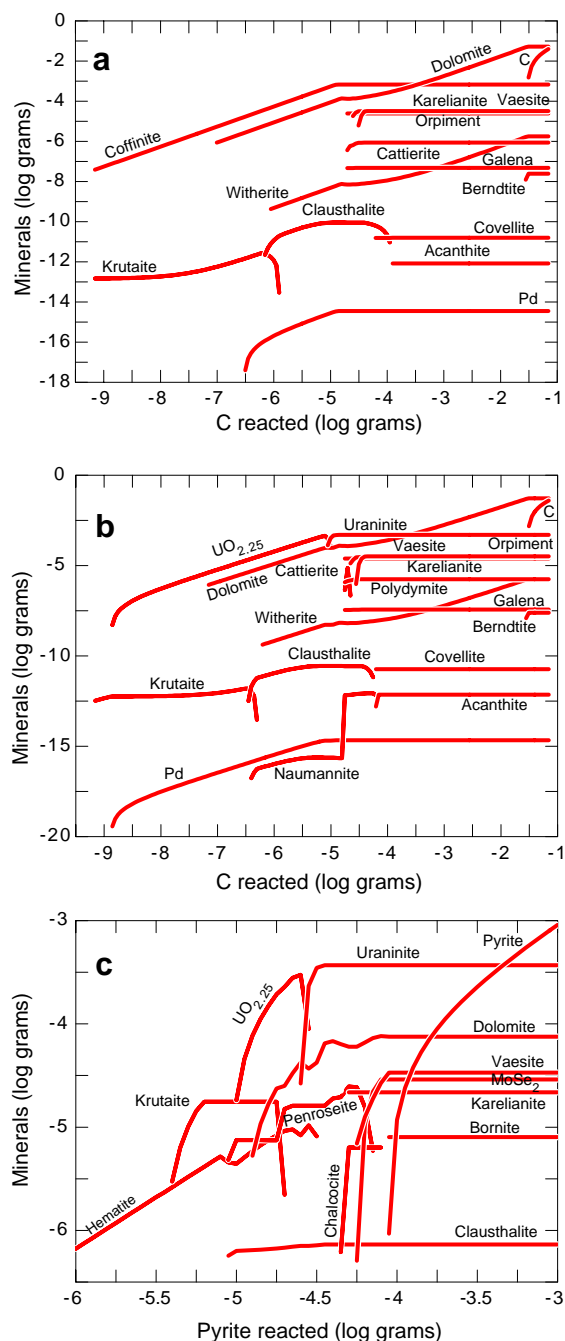 0
a
-2
Dolomite
C
-4
Karelianite Vaesite
Orpiment
Coffinite
-6
Cattierite Galena
-8
Witherite
Berndtite
Clausthalite
-10
Covellite
Krutaite
Acanthite
-12
-14
Pd
-16
-18
-9 -8 -7 -6 -5 -4 -3 -2 -1
C reacted (log grams)
Minerals (log grams)
0
b
C
UO2.25
Uraninite
Vaesite Orpiment
-5
Dolomite
Cattierite
Karelianite
Polydymite
Galena
Witherite
Berndtite
Clausthalite
-10
Covellite
Krutaite
Acanthite
-15
Pd
Naumannite
-20
-9 -8 -7 -6 -5 -4 -3 -2 -1
C reacted (log grams)
Minerals (log grams)
-3
c
Pyrite
Uraninite
UO2.25
-4
Dolomite
Vaesite
MoSe2
Krutaite
Penroseite
Karelianite
-5
Bornite
Hematite
Chalcocite
-6
Clausthalite
-6 -5.5 -5 -4.5 -4 -3.5 -3
Pyrite reacted (log grams)
Minerals (log grams)